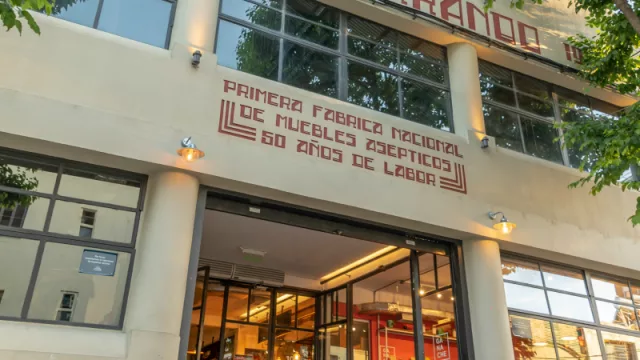 PRIMERA FABRICA NACIONAL
DE MUEBLES ASEPTICOS
50 AÑOS DE LABOR